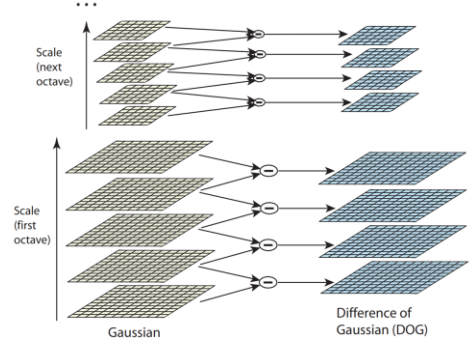 ...
Scale
(next
octave)
Scale
(first
octave)
Gaussian
Difference of
Gaussian (DOG)